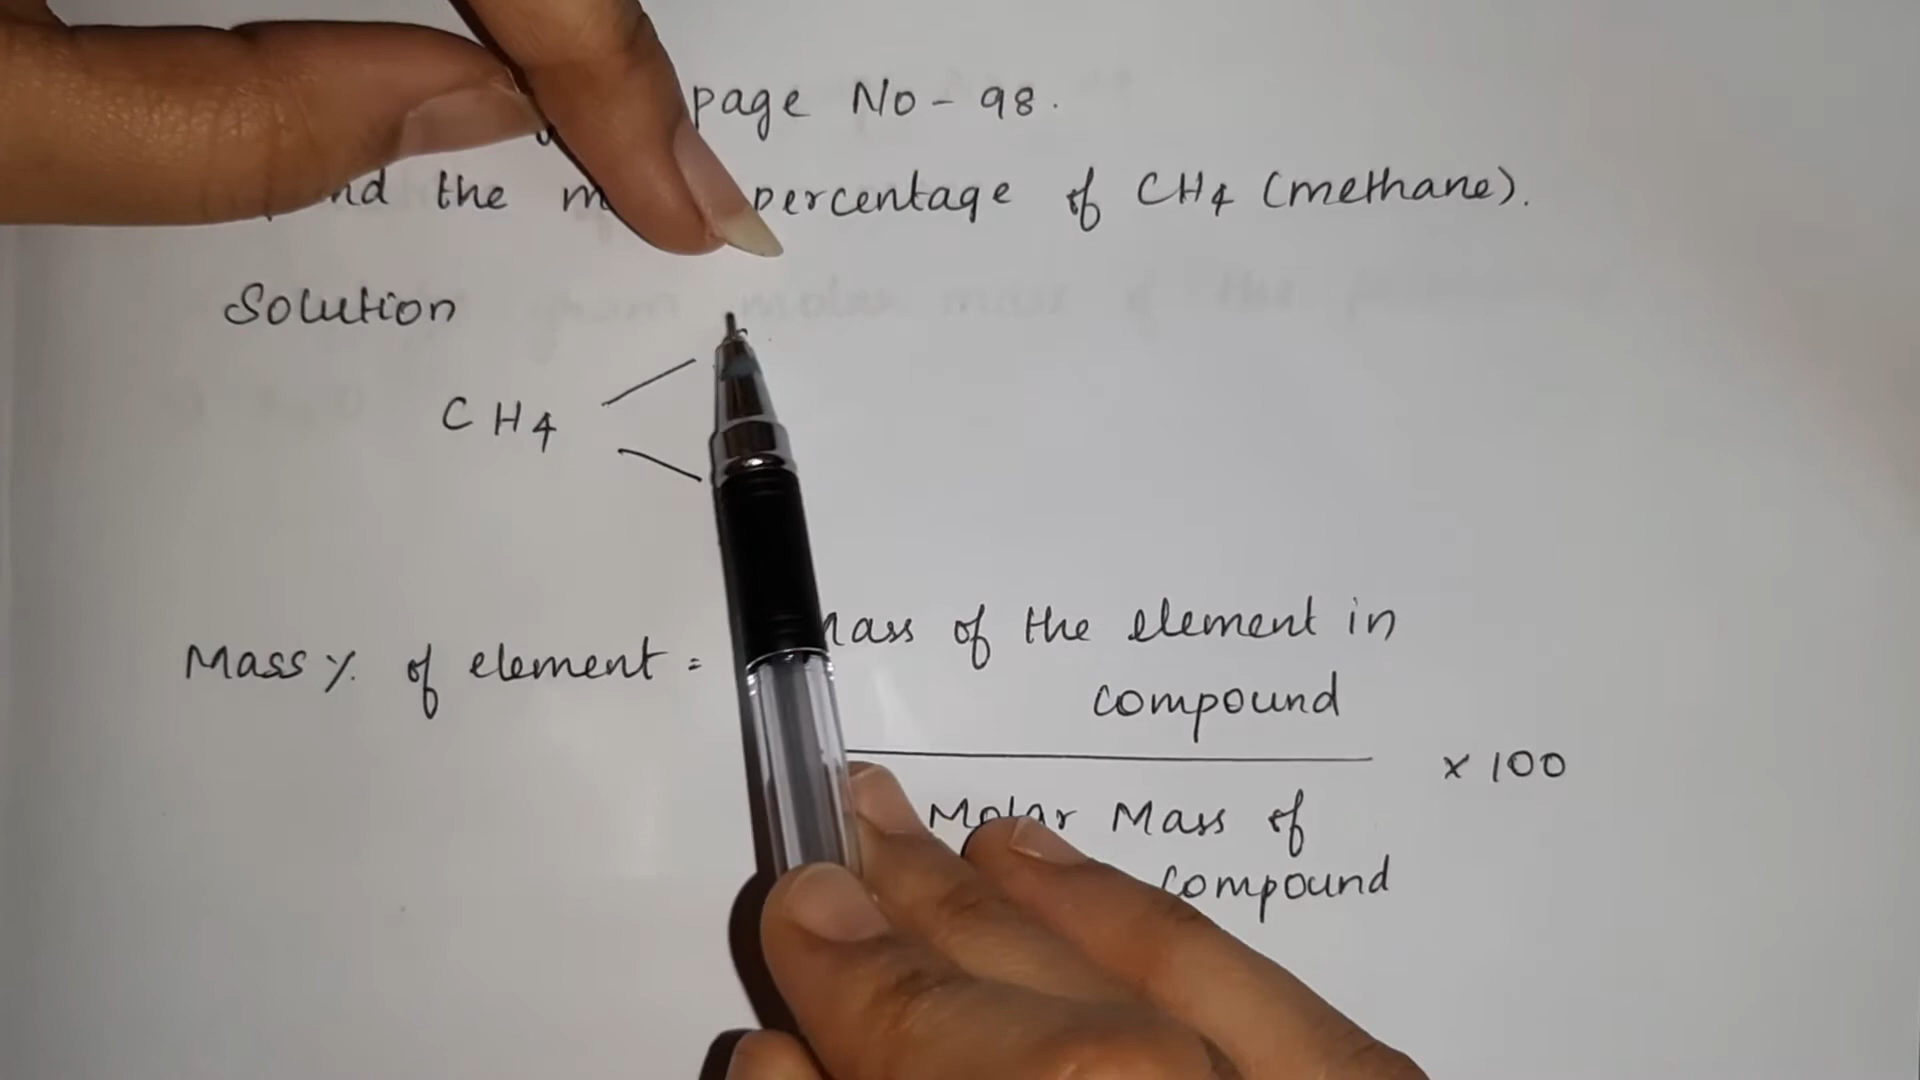 page No - 98.
the percentage of CH4 (methane).
Solution
CH4
Mass % of element =
of the element in
compound
× 100
Molar Mass of
compound